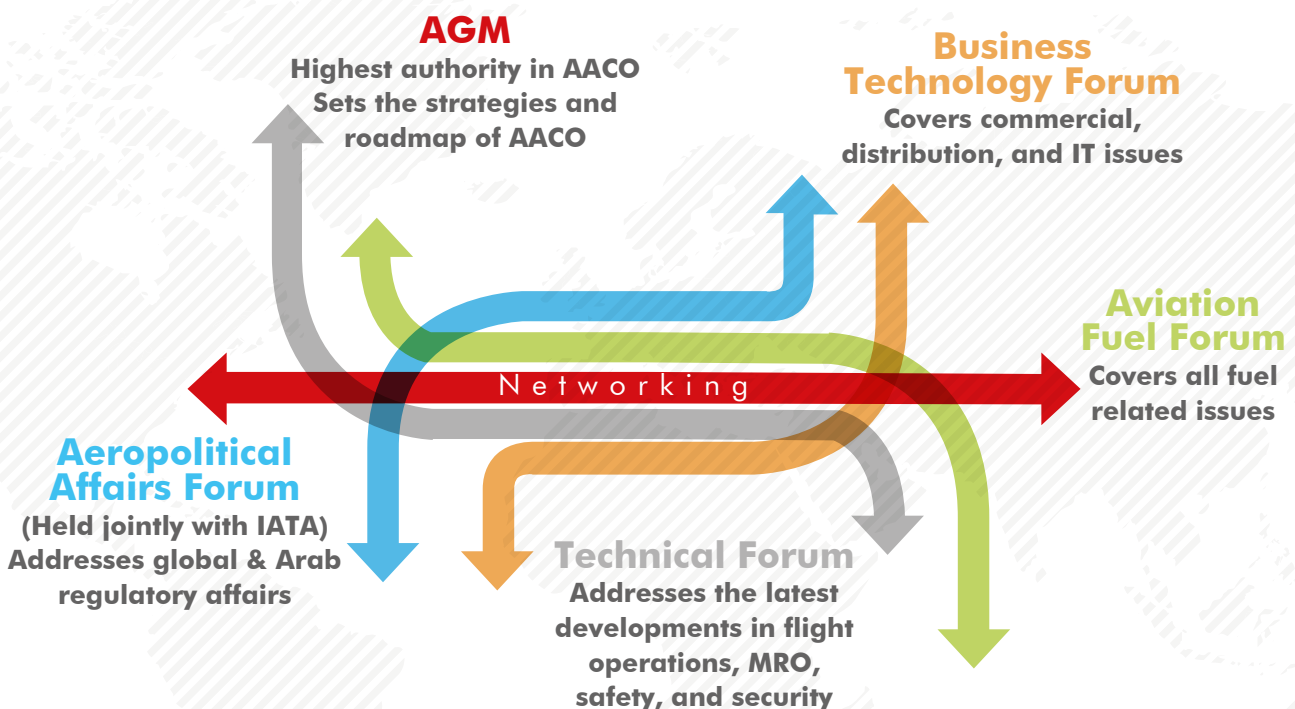 AGM
Highest authority in AACO
Sets the strategies and
roadmap of AACO
Business
Technology Forum
Covers commercial,
distribution, and IT issues
Aviation
Fuel Forum
Covers all fuel
related issues
Networking
Aeropolitical
Affairs Forum
(Held jointly with IATA)
Addresses global & Arab
regulatory affairs
Technical Forum
Addresses the latest
developments in flight
operations, MRO,
safety, and security